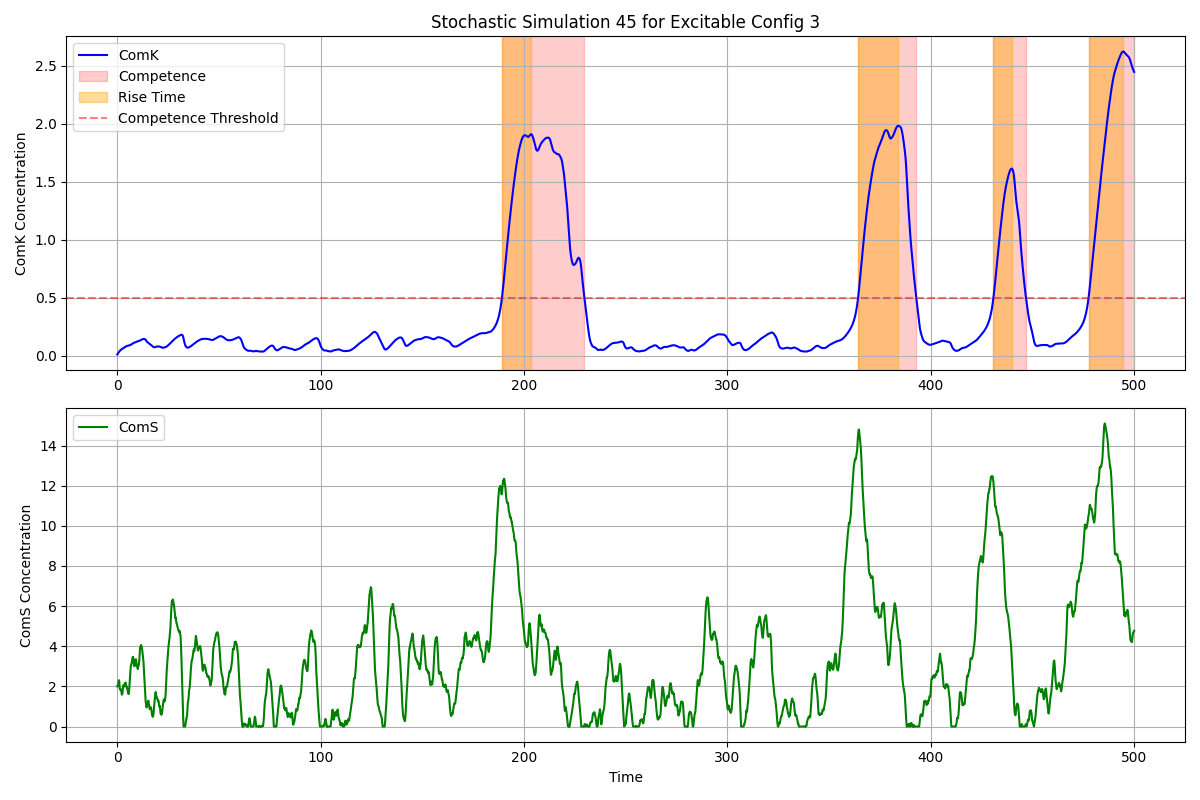 Stochastic Simulation 45 for Excitable Config 3
ComK Concentration
2.5
2.0
1.5
1.0
0.5
0.0
ComK
Competence
Rise Time
Competence Threshold
0 100 200 300 400 500
ComS Concentration
14
12
10
8
6
4
2
0
ComS
0 100 200 300 400 500
Time